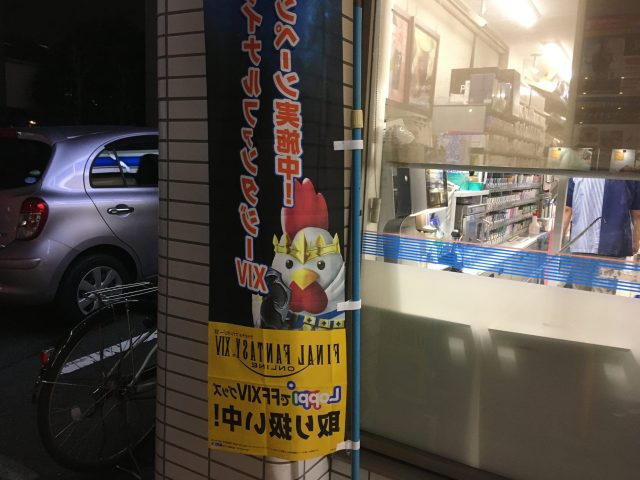 イナルファンタジーXIV
ンペーン実施中!
FINAL FANTASY XIV
ONLINE
LoppiでFFXIVグッズ
取り扱い中!